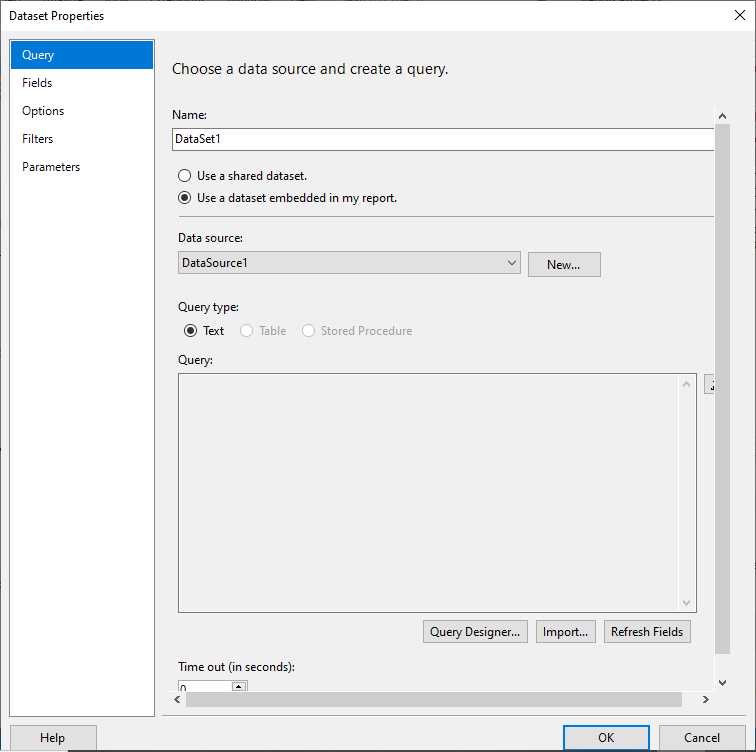 Dataset Properties
Query
Fields
Options
Filters
Parameters
Choose a data source and create a query.
Name:
DataSet1
Use a shared dataset.
Use a dataset embedded in my report.
Data source:
DataSource1
New...
Query type:
Text Table Stored Procedure
Query:
Query Designer... Import... Refresh Fields
Time out (in seconds):
0
Help OK Cancel